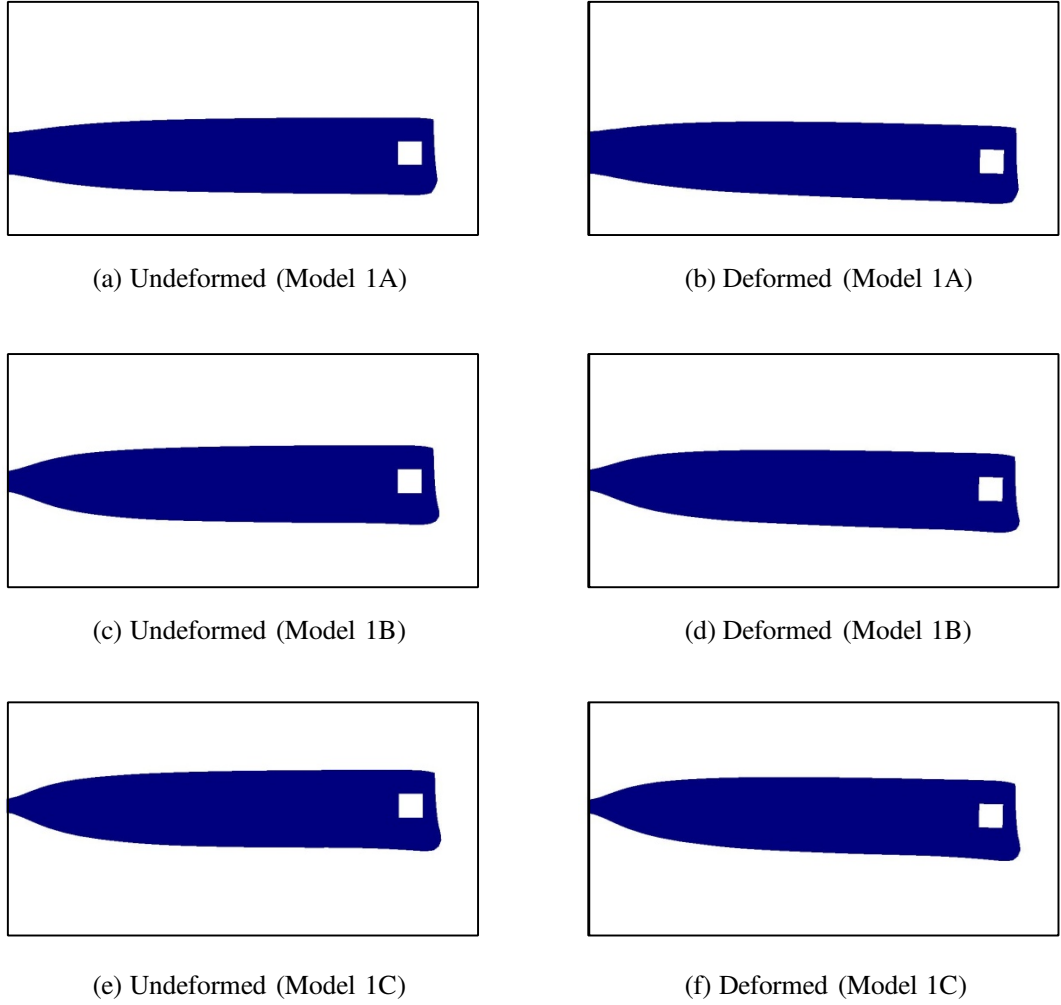 (a) Undeformed (Model 1A)
(b) Deformed (Model 1A)
(c) Undeformed (Model 1B)
(d) Deformed (Model 1B)
(e) Undeformed (Model 1C)
(f) Deformed (Model 1C)